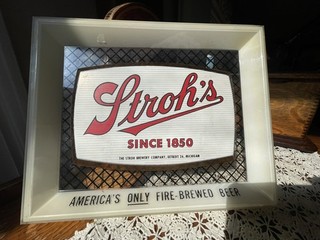 Stroh's
SINCE 1850
THE STROH BREWERY COMPANY, DETROIT 26, MICHIGAN
AMERICA'S ONLY FIRE-BREWED BEER